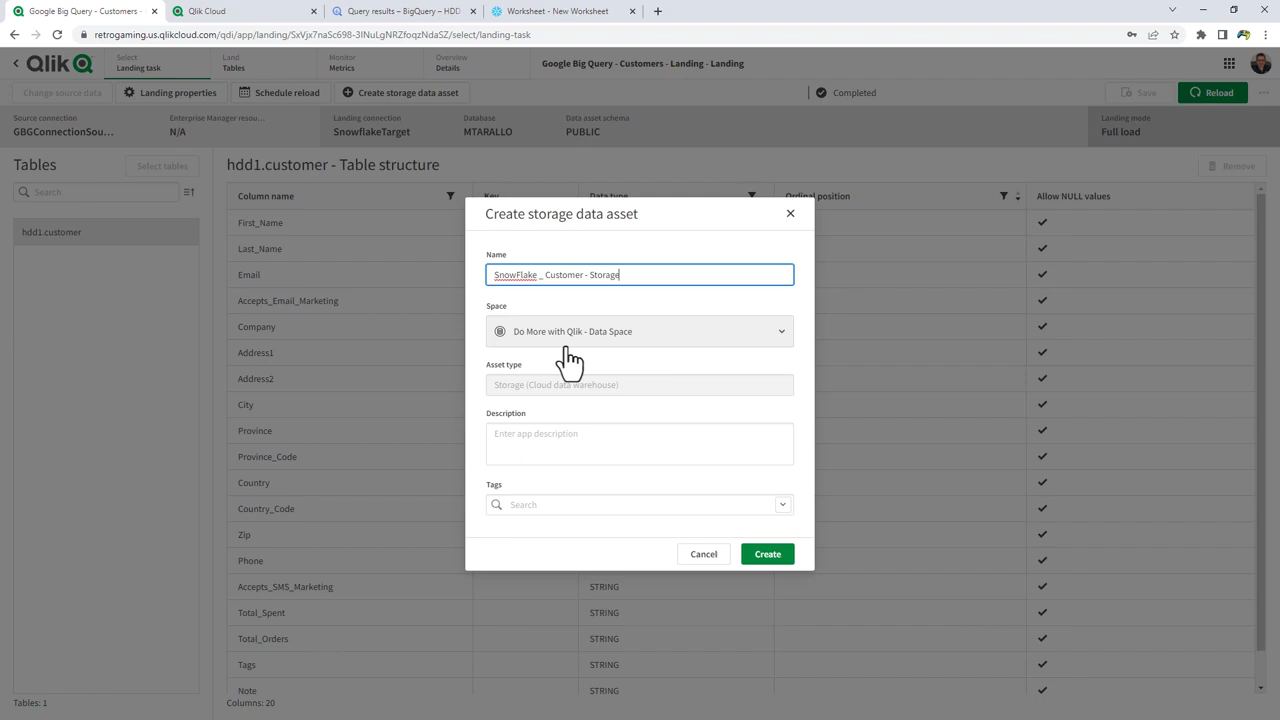 Google Big Query - Customers -
Qlik Cloud
Query results – BigQuery – HDD
Worksheet - New Worksheet
retrogaming.us.qlikcloud.com/qdi/app/landing/SxVjx7naSc698-3lNuLgNRZfoqzNdaSZ/select/landing-task
Qlik
Select
Landing task
Land
Tables
Monitor
Metrics
Overview
Details
Google Big Query - Customers - Landing - Landing
Change source data
Landing properties
Schedule reload
Create storage data asset
Completed
Save
Reload
Source connection
GBGConnectionSou...
Enterprise Manager resou...
N/A
Landing connection
SnowflakeTarget
Database
MTARALLO
Data asset schema
PUBLIC
Landing mode
Full load
Tables
Select tables
Search
hdd1.customer
Tables: 1
hdd1.customer - Table structure
Remove
Column name
Key
Data type
Ordinal position
Allow NULL values
First_Name
Last_Name
Email
Accepts_Email_Marketing
Company
Address1
Address2
City
Province
Province_Code
Country
Country_Code
Zip
Phone
Accepts_SMS_Marketing STRING
Total_Spent STRING
Total_Orders STRING
Tags STRING
Note STRING
Columns: 20
Create storage data asset
Name
SnowFlake _ Customer - Storage
Space
Do More with Qlik - Data Space
Asset type
Storage (Cloud data warehouse)
Description
Enter app description
Tags
Search
Cancel
Create